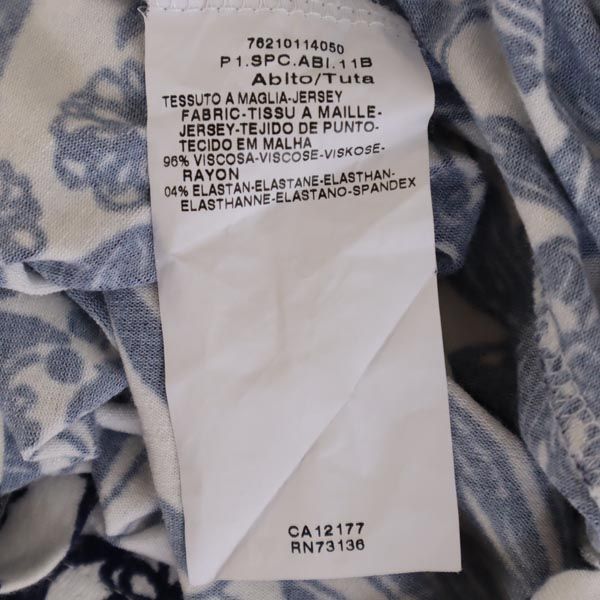 76210114050
P1.SPC.ABI.11B
Abito/Tuta
TESSUTO A MAGLIA-JERSEY
FABRIC-TISSU A MAILLE-
JERSEY-TEJIDO DE PUNTO-
TECIDO EM MALHA
96% VISCOSA-VISCOSE-VISKOSE-
RAYON
04% ELASTAN-ELASTANE-ELASTHAN-
ELASTHANNE-ELASTANO-SPANDEX
CA12177
RN73136